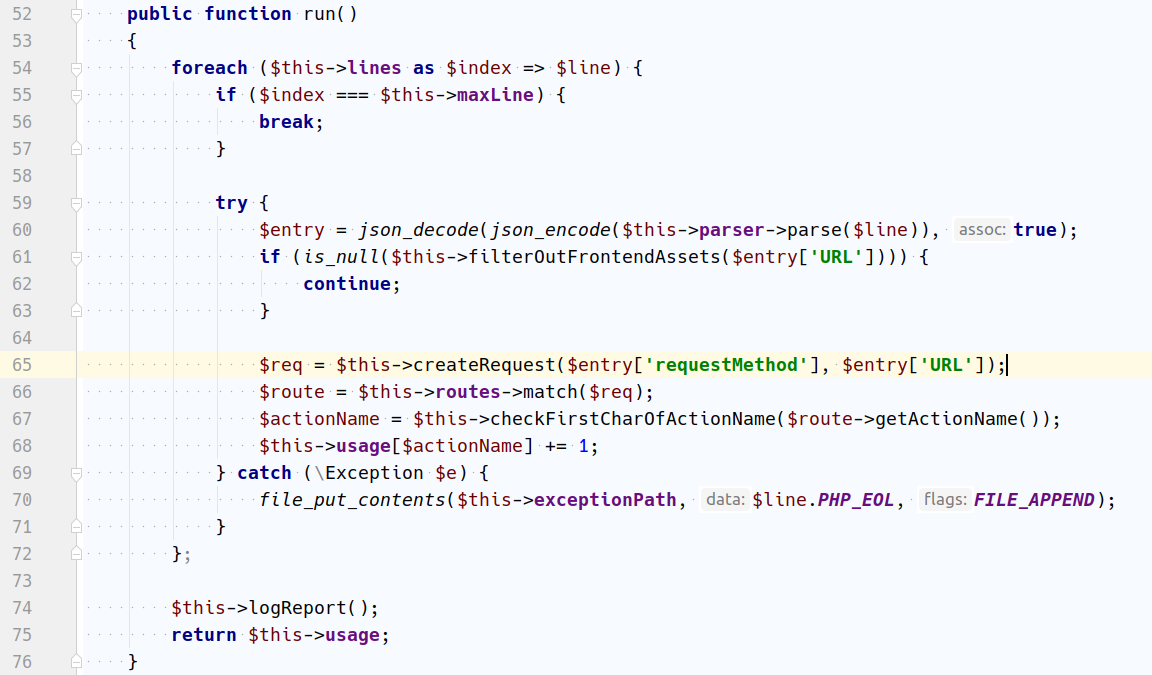 52 public function run()
53 {
54 foreach ($this->lines as $index => $line) {
55 if ($index === $this->maxLine) {
56 break;
57 }
58
59 try {
60 $entry = json_decode(json_encode($this->parser->parse($line)), assoc: true);
61 if (is_null($this->filterOutFrontendAssets($entry['URL']))) {
62 continue;
63 }
64
65 $req = $this->createRequest($entry['requestMethod'], $entry['URL']);
66 $route = $this->routes->match($req);
67 $actionName = $this->checkFirstCharOfActionName($route->getActionName());
68 $this->usage[$actionName] += 1;
69 } catch (\Exception $e) {
70 file_put_contents($this->exceptionPath, data: $line.PHP_EOL, flags: FILE_APPEND);
71 }
72 };
73
74 $this->logReport();
75 return $this->usage;
76 }